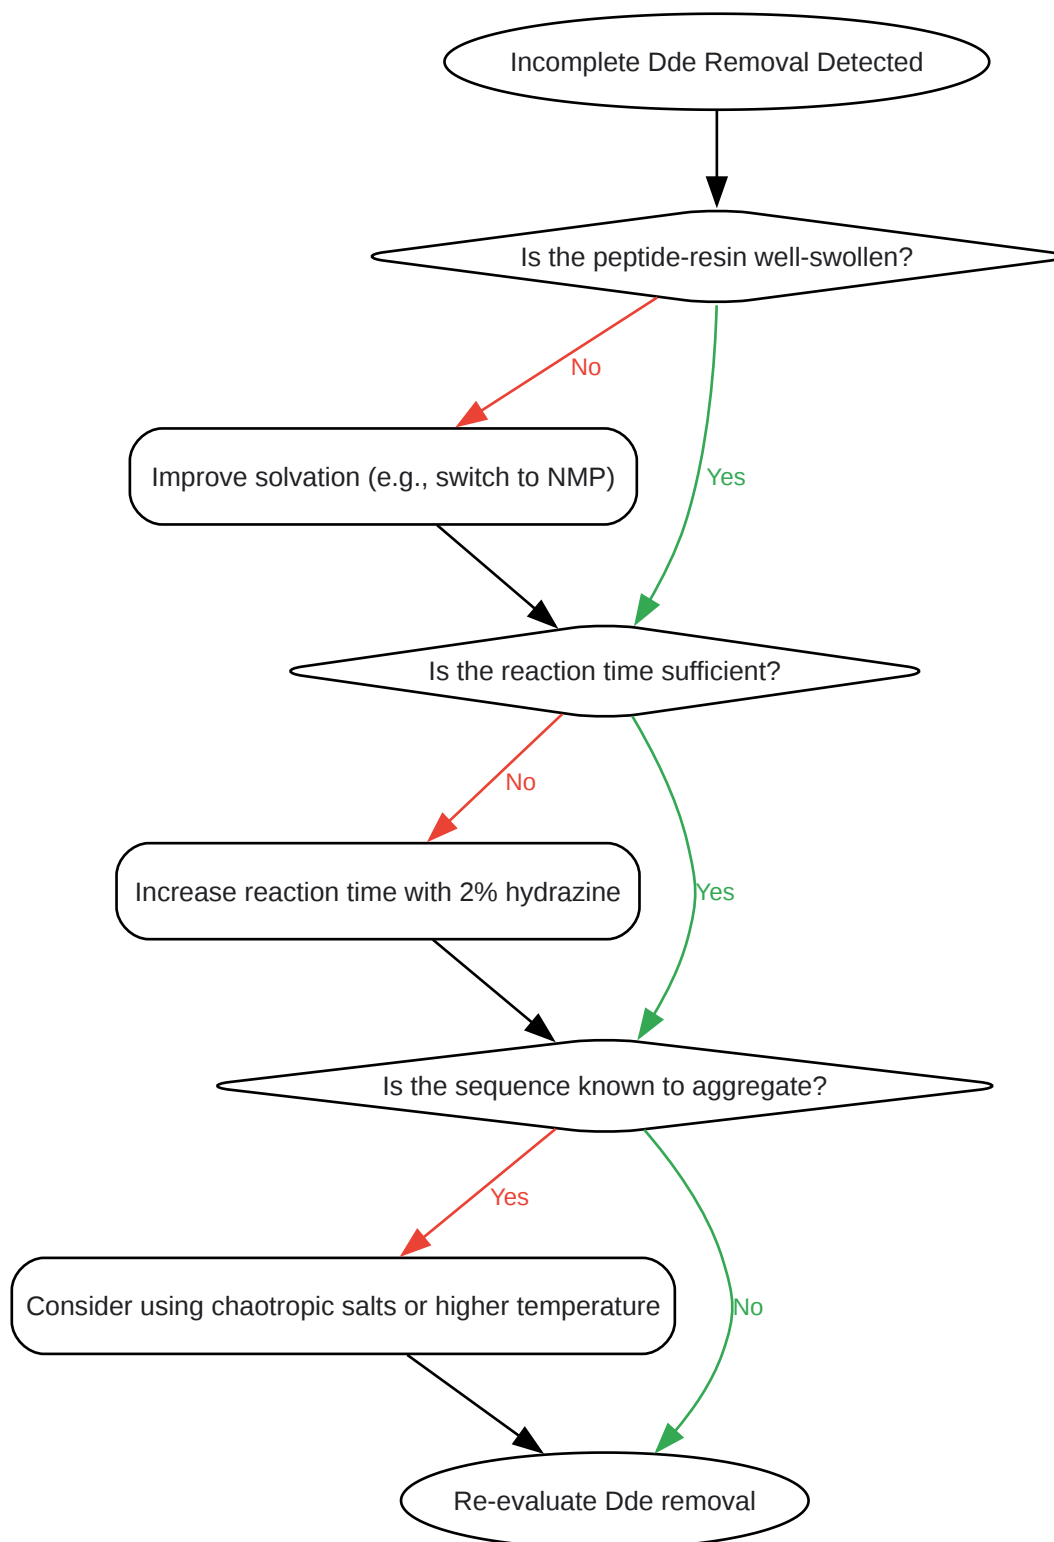 Incomplete Dde Removal Detected
Is the peptide-resin well-swollen?
No
Improve solvation (e.g., switch to NMP)
Yes
Is the reaction time sufficient?
No
Increase reaction time with 2% hydrazine
Yes
Is the sequence known to aggregate?
Yes
Consider using chaotropic salts or higher temperature
No
Re-evaluate Dde removal